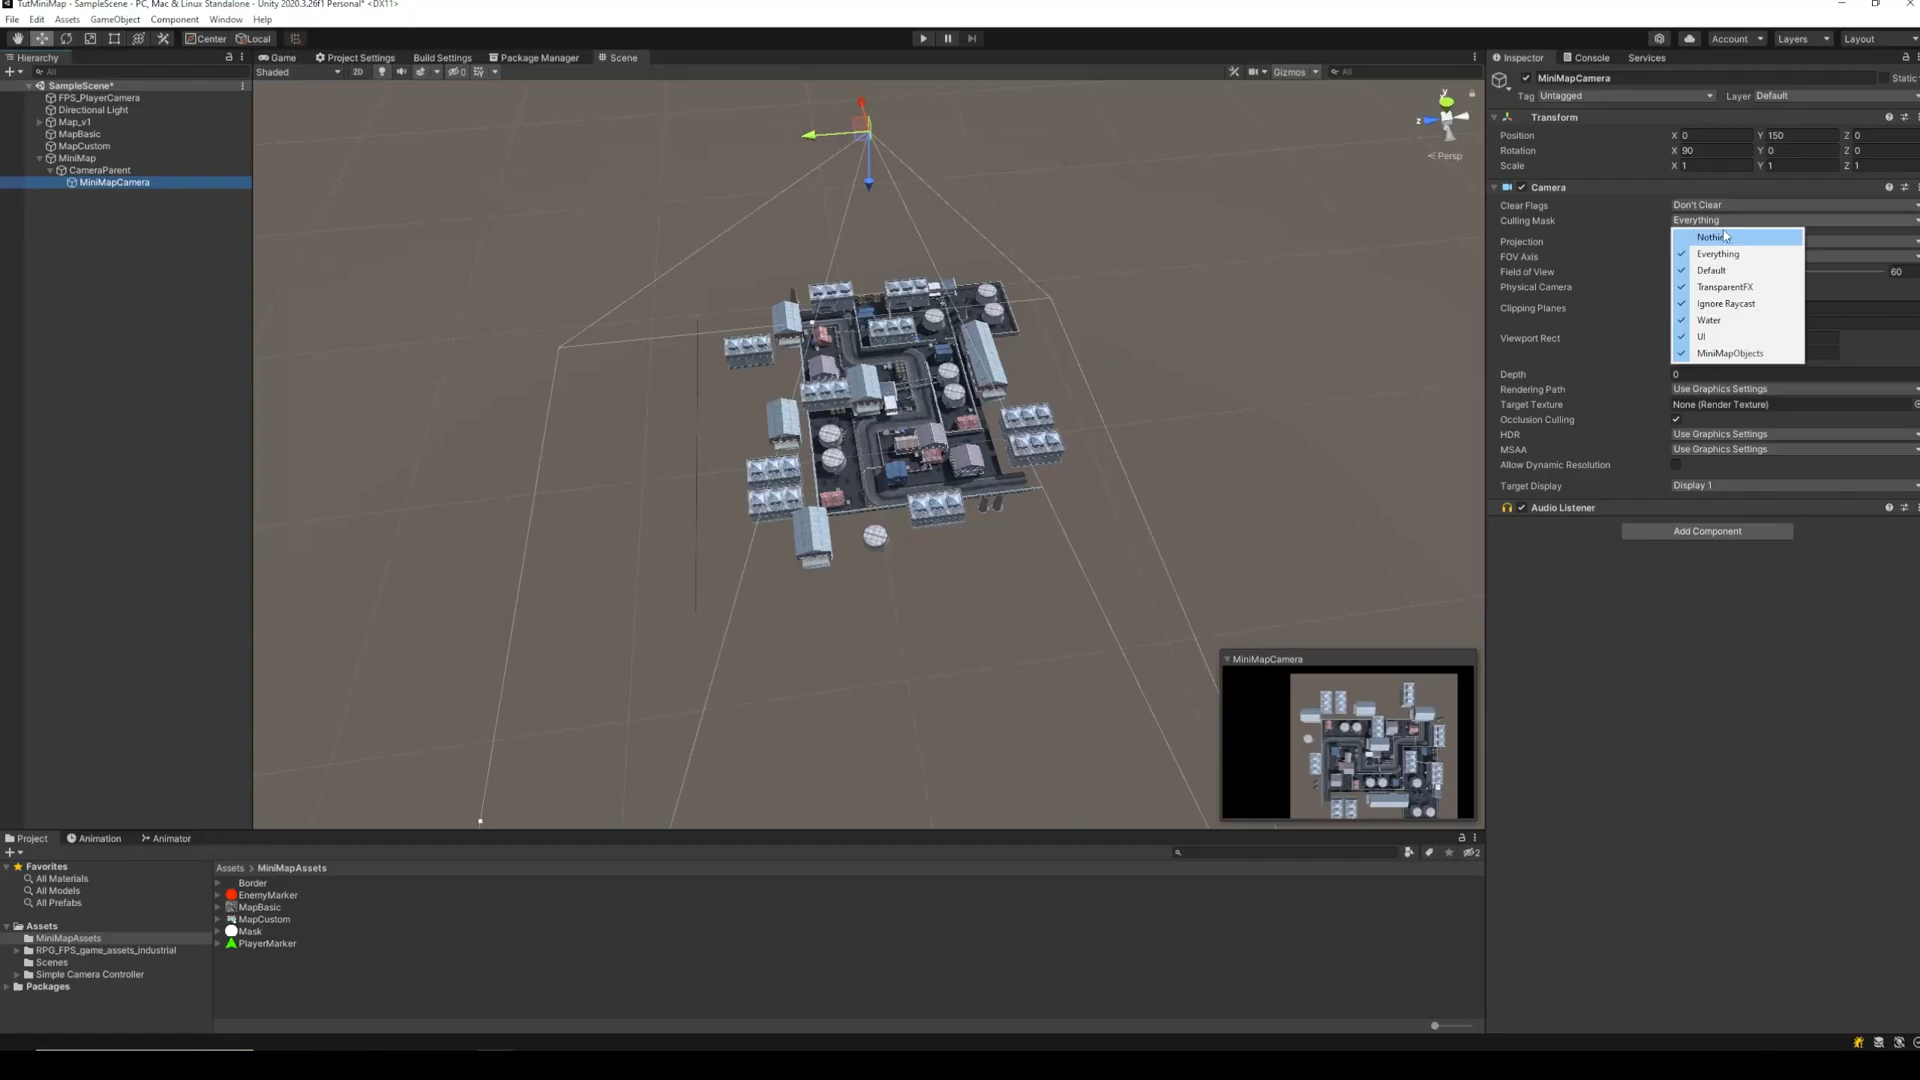 TutMiniMap - SampleScene - PC, Mac & Linux Standalone - Unity 2020.3.26f1 Personal* <DX11>
File Edit Assets GameObject Component Window Help
Center Local Account Layers Layout
Hierarchy
All
SampleScene*
FPS_PlayerCamera
Directional Light
Map_v1
MapBasic
MapCustom
MiniMap
CameraParent
MiniMapCamera
Game Project Settings Build Settings Package Manager Scene
Shaded 2D 0 Gizmos All
y
z
Persp
MiniMapCamera
Inspector Console Services
MiniMapCamera Static
Tag Untagged Layer Default
Transform
Position X 0 Y 150 Z 0
Rotation X 90 Y 0 Z 0
Scale X 1 Y 1 Z 1
Camera
Clear Flags Don't Clear
Culling Mask Everything
Projection
FOV Axis
Field of View 60
Physical Camera
Clipping Planes
Viewport Rect
Everything
Default
TransparentFX
Ignore Raycast
Water
UI
MiniMapObjects
Depth 0
Rendering Path Use Graphics Settings
Target Texture None (Render Texture)
Occlusion Culling
HDR Use Graphics Settings
MSAA Use Graphics Settings
Allow Dynamic Resolution
Target Display Display 1
Audio Listener
Add Component
Project Animation Animator
2
Favorites
All Materials
All Models
All Prefabs
Assets
MiniMapAssets
RPG_FPS_game_assets_industrial
Scenes
Simple Camera Controller
Packages
Assets > MiniMapAssets
Border
EnemyMarker
MapBasic
MapCustom
Mask
PlayerMarker